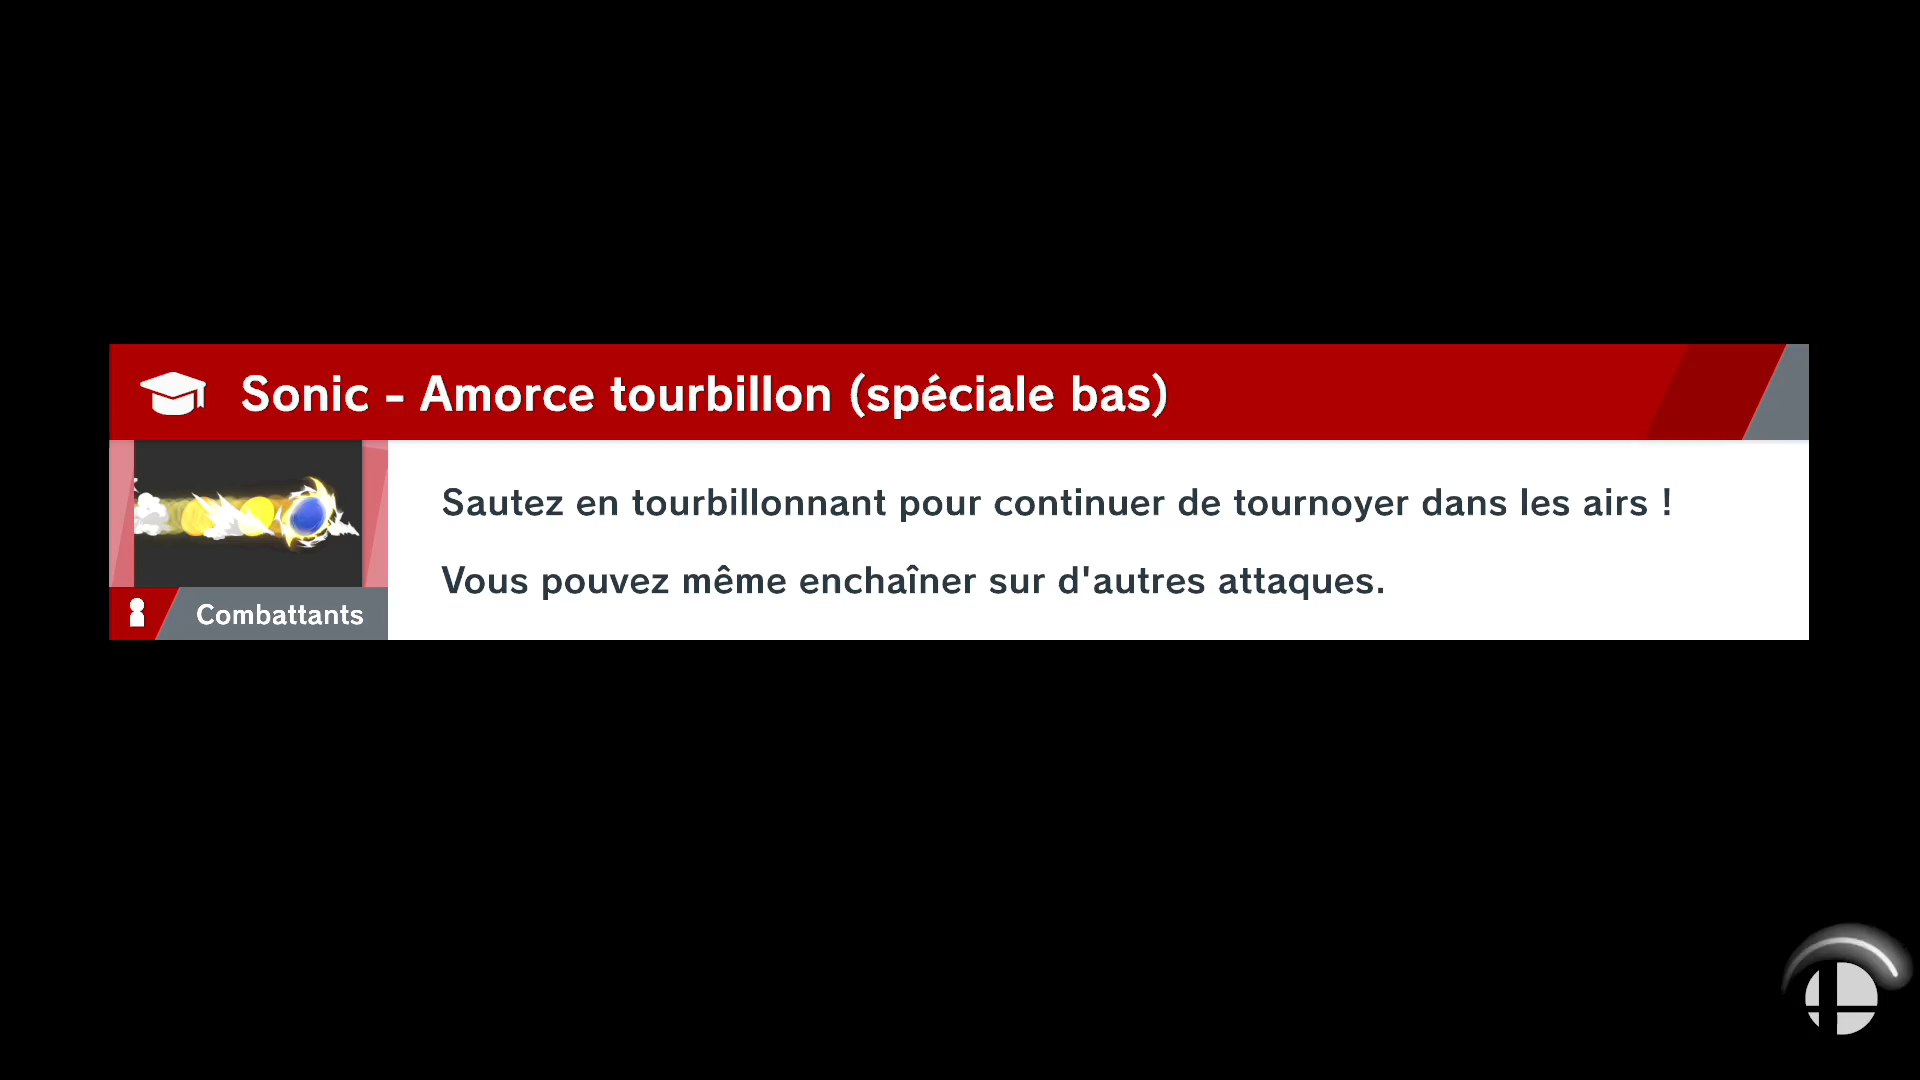 Sonic - Amorce tourbillon (spéciale bas)
Sautez en tourbillonnant pour continuer de tournoyer dans les airs !
Vous pouvez même enchaîner sur d'autres attaques.
Combattants